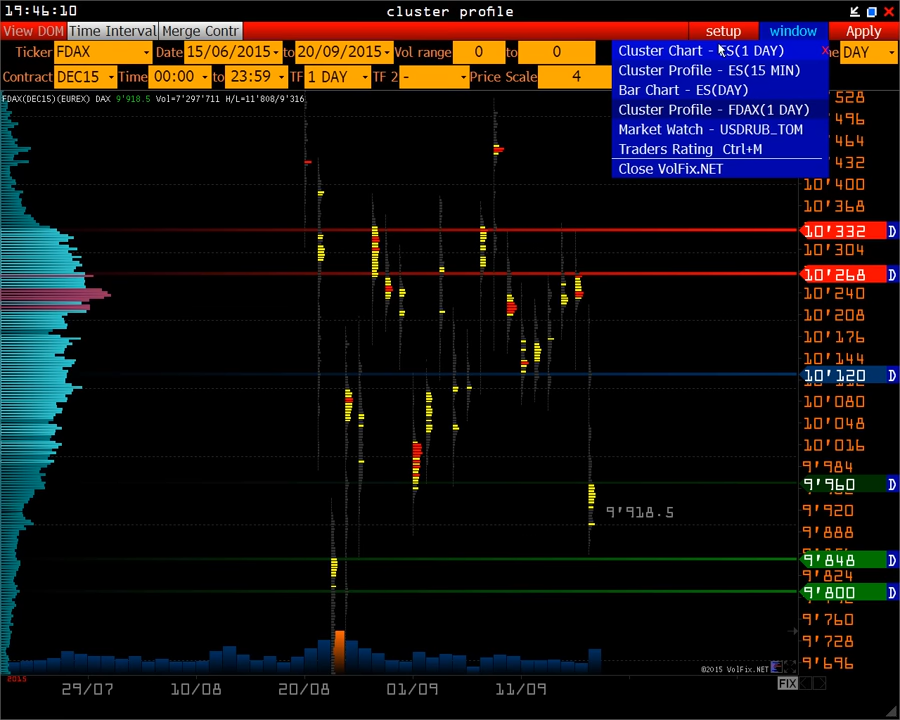 19:46:10 cluster profile
View DOM Time Interval Merge Contr setup window Apply
Ticker FDAX Date 15/06/2015 to 20/09/2015 Vol range 0 to 0 DAY
Contract DEC15 Time 00:00 to 23:59 TF 1 DAY TF 2 - Price Scale 4
Cluster Chart - ES(1 DAY) x
Cluster Profile - ES(15 MIN)
Bar Chart - ES(DAY)
Cluster Profile - FDAX(1 DAY)
Market Watch - USDRUB_TOM
Traders Rating Ctrl+M
Close VolFix.NET
FDAX(DEC15)(EUREX) DAX 9'918.5 Vol=7'297'711 H/L=11'808/9'316
528
496
464
432
10'400
10'368
10'332 D
10'304
10'268 D
10'240
10'208
10'176
10'144
10'120 D
10'080
10'048
10'016
9'984
9'960 D
9'918.5
9'920
9'888
9'848 D
9'824
9'800 D
9'760
9'728
9'696
©2015 VolFix.NET
2015
FIX
29/07 10/08 20/08 01/09 11/09